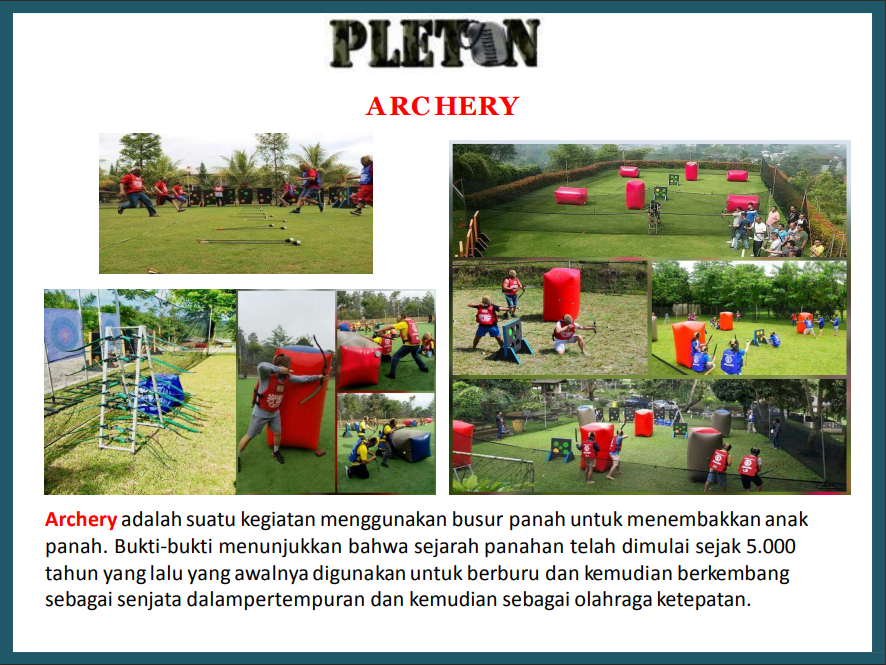 PLETON
ARCHERY
Archery adalah suatu kegiatan menggunakan busur panah untuk menembakkan anak
panah. Bukti-bukti menunjukkan bahwa sejarah panahan telah dimulai sejak 5.000
tahun yang lalu yang awalnya digunakan untuk berburu dan kemudian berkembang
sebagai senjata dalampertempuran dan kemudian sebagai olahraga ketepatan.